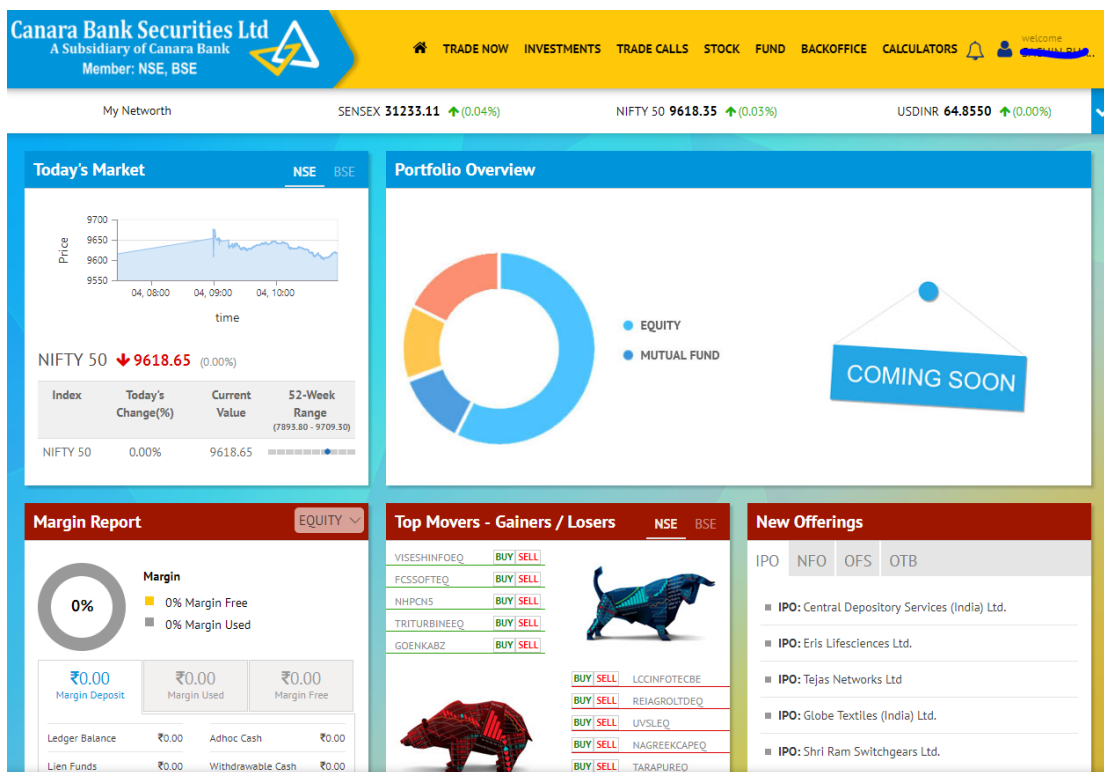 Canara Bank Securities Ltd
A Subsidiary of Canara Bank
Member: NSE, BSE
TRADE NOW INVESTMENTS TRADE CALLS STOCK FUND BACKOFFICE CALCULATORS
welcome
My Networth SENSEX 31233.11 (0.04%) NIFTY 50 9618.35 (0.03%) USDINR 64.8550 (0.00%)
Today's Market NSE BSE
9700
9650
9600
9550
Price
04, 08:00 04, 09:00 04, 10:00
time
NIFTY 50 9618.65 (0.00%)
Index Today's Change(%) Current Value 52-Week Range (7893.80 - 9709.30)
NIFTY 50 0.00% 9618.65
Portfolio Overview
EQUITY
MUTUAL FUND
COMING SOON
Margin Report EQUITY
0%
Margin
0% Margin Free
0% Margin Used
₹0.00 ₹0.00 ₹0.00
Margin Deposit Margin Used Margin Free
Ledger Balance ₹0.00 Adhoc Cash ₹0.00
Lien Funds ₹0.00 Withdrawable Cash ₹0.00
Top Movers - Gainers / Losers NSE BSE
VISESHINFOEQ BUY SELL
FCSSOFTEQ BUY SELL
NHPCN5 BUY SELL
TRITURBINEEQ BUY SELL
GOENKABZ BUY SELL
BUY SELL LCCINFOTECBE
BUY SELL REIAGROLTDEQ
BUY SELL UVSLEQ
BUY SELL NAGREEKCAPEQ
BUY SELL TARAPUREQ
New Offerings
IPO NFO OFS OTB
IPO: Central Depository Services (India) Ltd.
IPO: Eris Lifesciences Ltd.
IPO: Tejas Networks Ltd
IPO: Globe Textiles (India) Ltd.
IPO: Shri Ram Switchgears Ltd.